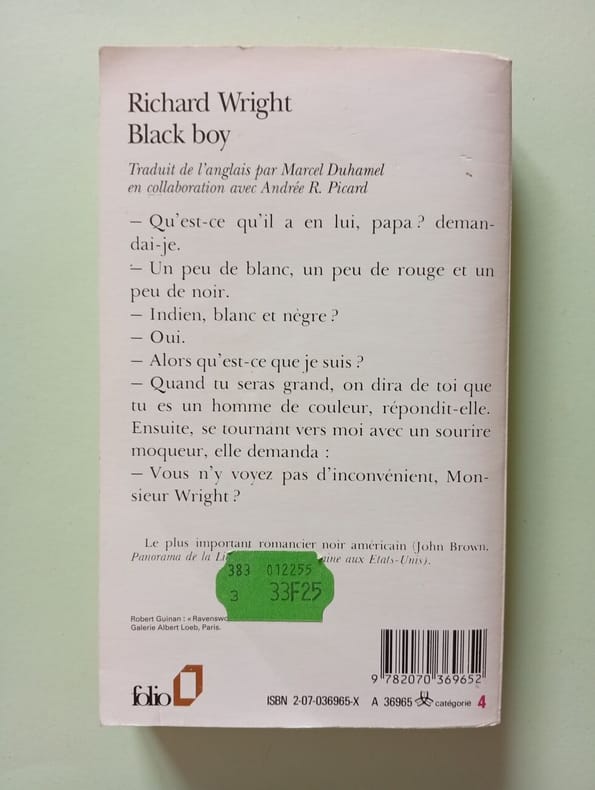 Richard Wright
Black boy
Traduit de l'anglais par Marcel Duhamel
en collaboration avec Andrée R. Picard
– Qu'est-ce qu'il a en lui, papa ? deman-
dai-je.
– Un peu de blanc, un peu de rouge et un
peu de noir.
– Indien, blanc et nègre ?
– Oui.
– Alors qu'est-ce que je suis ?
– Quand tu seras grand, on dira de toi que
tu es un homme de couleur, répondit-elle.
Ensuite, se tournant vers moi avec un sourire
moqueur, elle demanda :
– Vous n'y voyez pas d'inconvénient, Mon-
sieur Wright ?
Le plus important romancier noir américain (John Brown,
Panorama de la aux Etats-Unis).
383 012255
3 33F25
Robert Guinan : «
Galerie Albert Loeb, Paris.
9 782070 369652
folio
ISBN 2-07-036965-X A 36965 catégorie 4